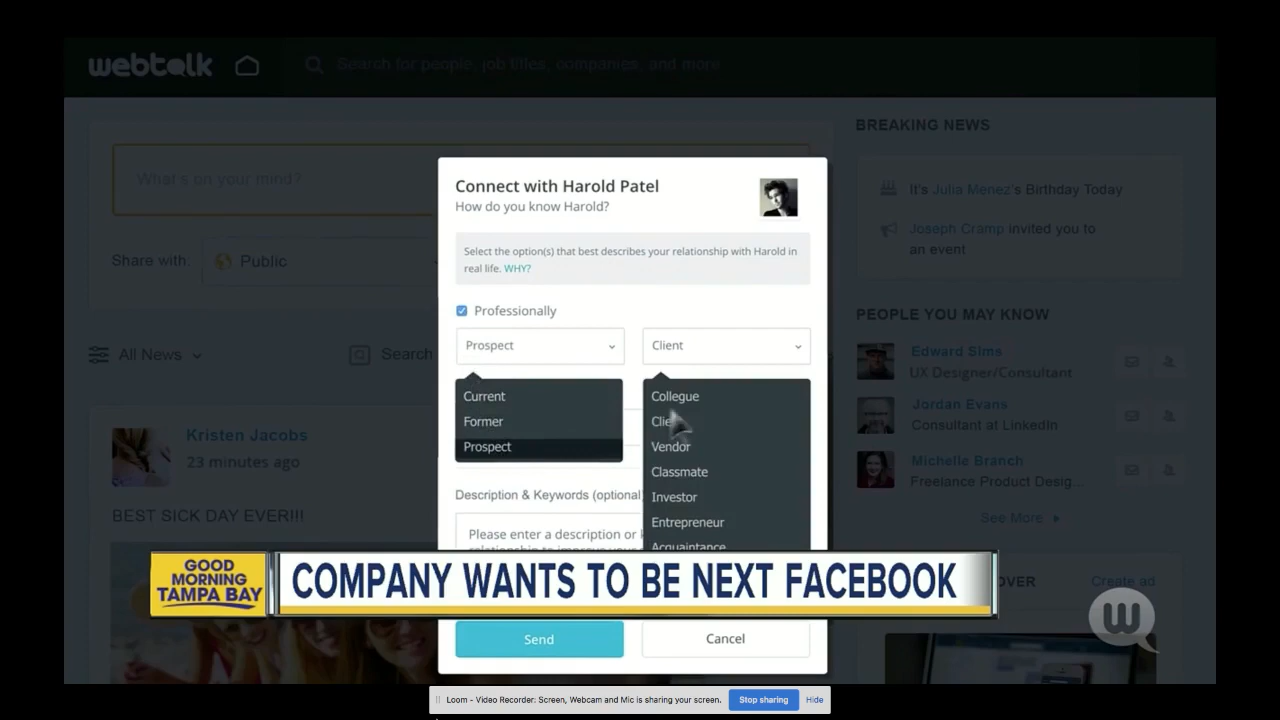 webtalk
Search for people, job titles, companies, and more
BREAKING NEWS
What's on your mind?
It's Julia Menez's Birthday Today
Joseph Cramp invited you to
an event
Share with:
Public
PEOPLE YOU MAY KNOW
All News
Search
Edward Sims
UX Designer/Consultant
Jordan Evans
Consultant at LinkedIn
Michelle Branch
Freelance Product Desig...
See More
Kristen Jacobs
23 minutes ago
BEST SICK DAY EVER!!!
Create ad
Connect with Harold Patel
How do you know Harold?
Select the option(s) that best describes your relationship with Harold in
real life. WHY?
Professionally
Prospect
Client
Current
Former
Prospect
Collegue
Vendor
Classmate
Investor
Entrepreneur
Acquaintance
Description & Keywords (optional
Please enter a description or
Send
Cancel
GOOD
MORNING
TAMPA BAY
COMPANY WANTS TO BE NEXT FACEBOOK
W
Loom - Video Recorder: Screen, Webcam and Mic is sharing your screen.
Stop sharing
Hide